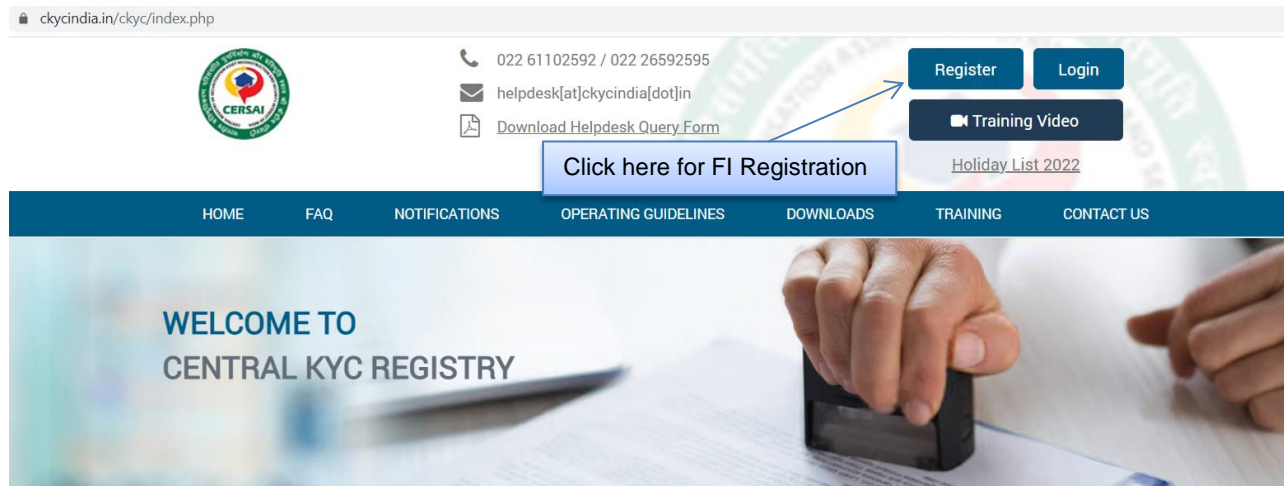 ckycindia.in/ckyc/index.php
022 61102592 / 022 26592595
helpdesk[at]ckycindia[dot]in
Download Helpdesk Query Form
Register
Login
Training Video
Holiday List 2022
CERSAI
Click here for FI Registration
HOME FAQ NOTIFICATIONS OPERATING GUIDELINES DOWNLOADS TRAINING CONTACT US
WELCOME TO
CENTRAL KYC REGISTRY